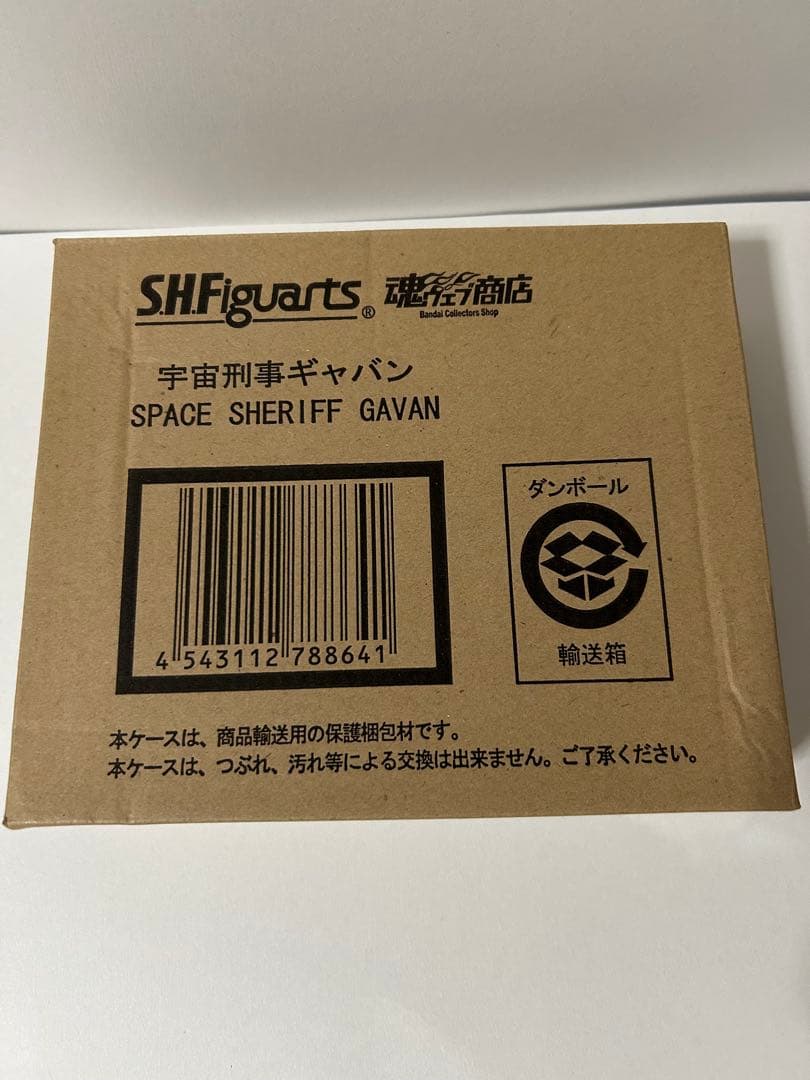 S.H.Figuarts® 魂ウェブ商店
Bandai Collectors Shop
宇宙刑事ギャバン
SPACE SHERIFF GAVAN
4 543112 788641
ダンボール
輸送箱
本ケースは、商品輸送用の保護梱包材です。
本ケースは、つぶれ、汚れ等による交換は出来ません。ご了承ください。